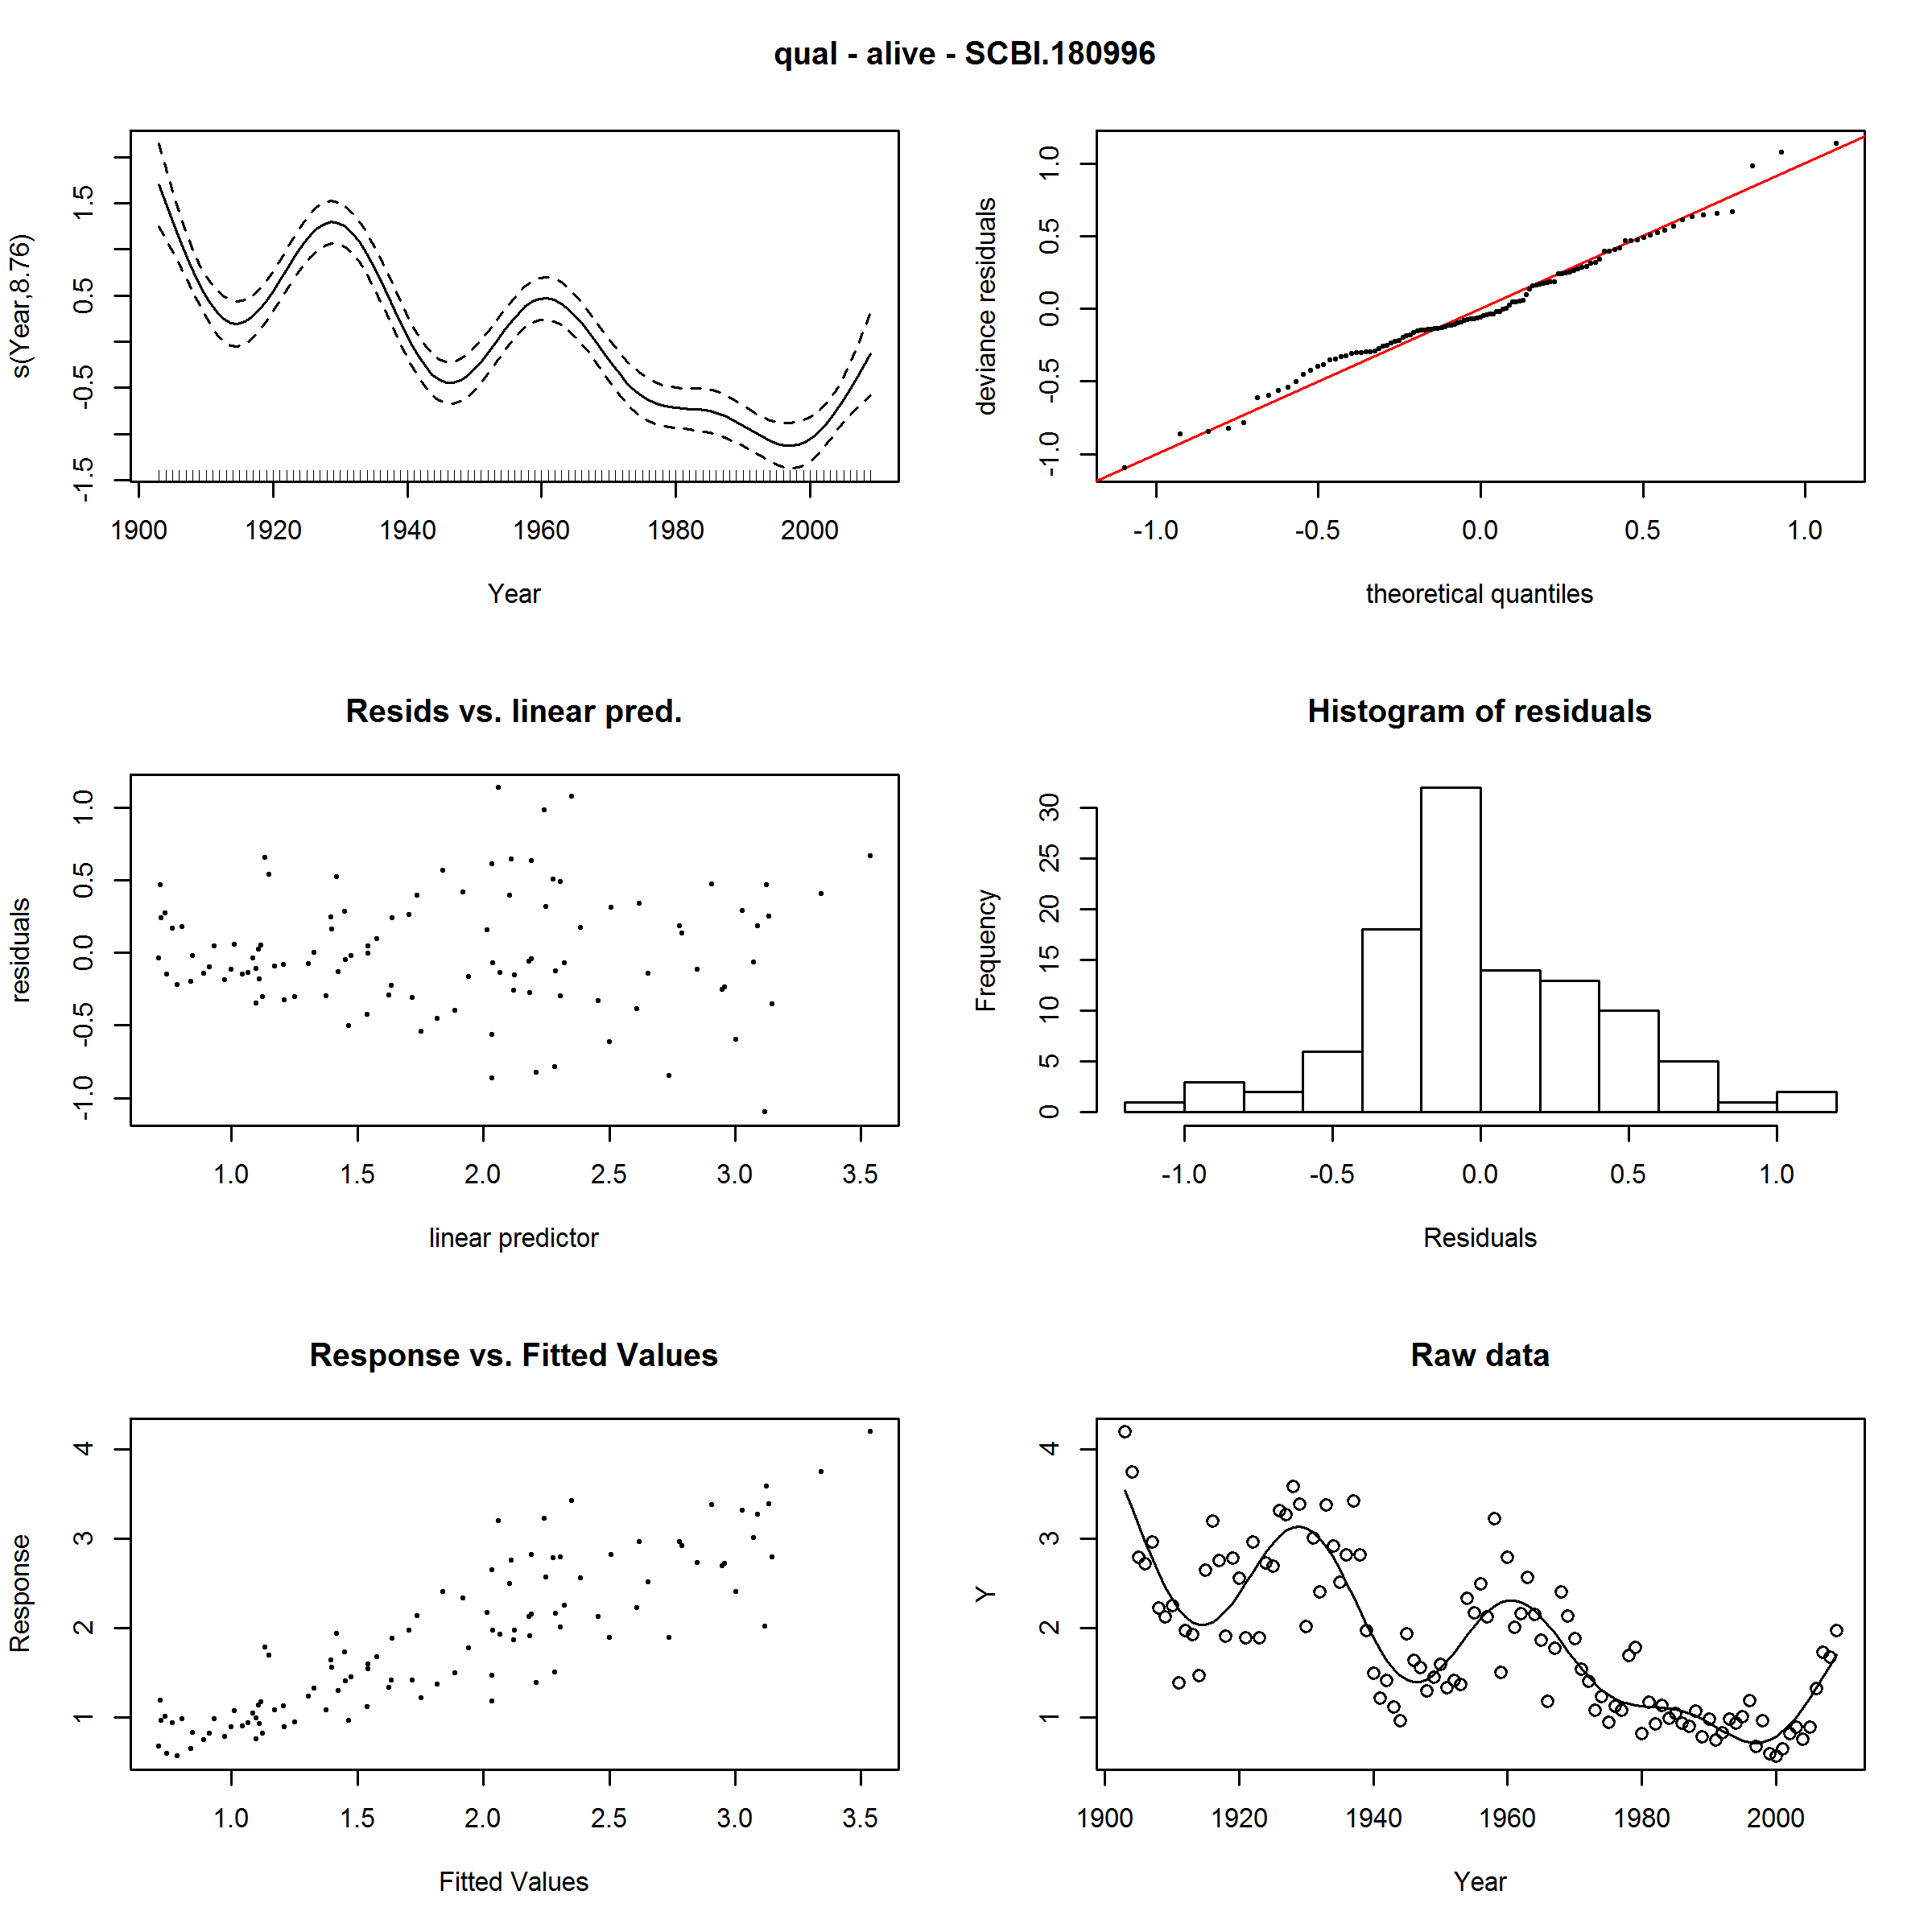 qual - alive - SCBI.180996
s(Year,8.76)
-1.5 -0.5 0.5 1.5
1900 1920 1940 1960 1980 2000
Year
deviance residuals
-1.0 -0.5 0.0 0.5 1.0
-1.0 -0.5 0.0 0.5 1.0
theoretical quantiles
Resids vs. linear pred.
residuals
-1.0 -0.5 0.0 0.5 1.0
1.0 1.5 2.0 2.5 3.0 3.5
linear predictor
Histogram of residuals
Frequency
0 5 10 15 20 25 30
-1.0 -0.5 0.0 0.5 1.0
Residuals
Response vs. Fitted Values
Response
1 2 3 4
1.0 1.5 2.0 2.5 3.0 3.5
Fitted Values
Raw data
Y
1 2 3 4
1900 1920 1940 1960 1980 2000
Year